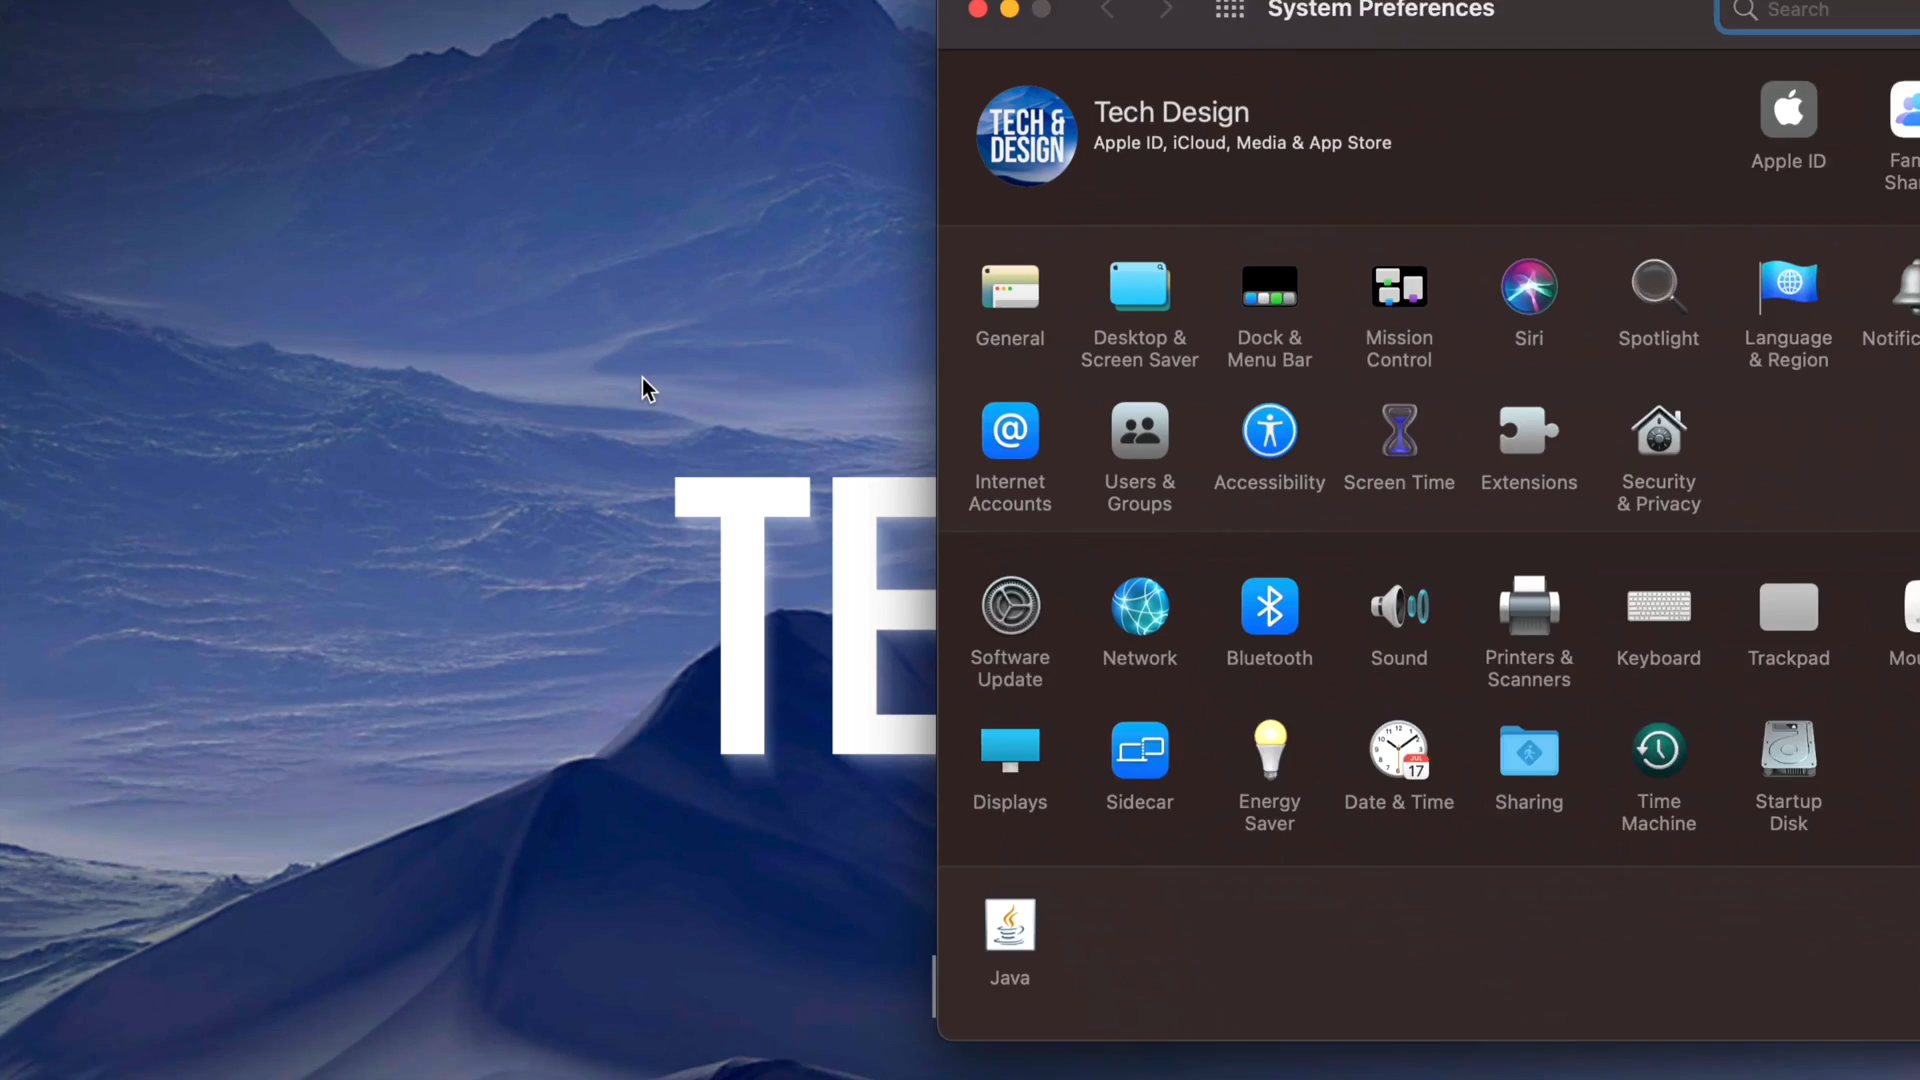 System Preferences
Search
TECH &
DESIGN
Tech Design
Apple ID, iCloud, Media & App Store
Apple ID
General
Desktop &
Screen Saver
Dock &
Menu Bar
Mission
Control
Siri
Spotlight
Language
& Region
Internet
Accounts
Users &
Groups
Accessibility
Screen Time
Extensions
Security
& Privacy
TE
Software
Update
Network
Bluetooth
Sound
Printers &
Scanners
Keyboard
Trackpad
Displays
Sidecar
Energy
Saver
JUL
17
Date & Time
Sharing
Time
Machine
Startup
Disk
Java